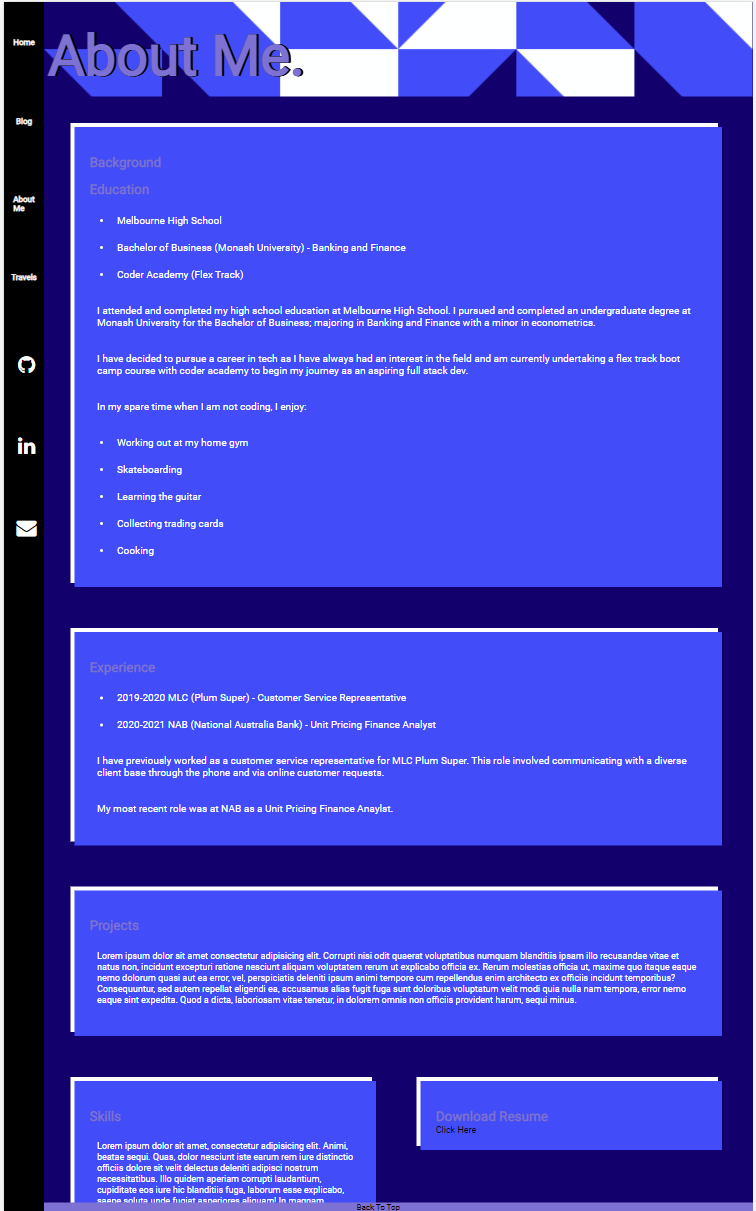 About Me.
Home
Blog
About
Me
Travels
Background
Education
• Melbourne High School
• Bachelor of Business (Monash University) - Banking and Finance
• Coder Academy (Flex Track)
I attended and completed my high school education at Melbourne High School. I pursued and completed an undergraduate degree at
Monash University for the Bachelor of Business; majoring in Banking and Finance with a minor in econometrics.
I have decided to pursue a career in tech as I have always had an interest in the field and am currently undertaking a flex track boot
camp course with coder academy to begin my journey as an aspiring full stack dev.
In my spare time when I am not coding, I enjoy:
• Working out at my home gym
• Skateboarding
• Learning the guitar
• Collecting trading cards
• Cooking
Experience
• 2019-2020 MLC (Plum Super) - Customer Service Representative
• 2020-2021 NAB (National Australia Bank) - Unit Pricing Finance Analyst
I have previously worked as a customer service representative for MLC Plum Super. This role involved communicating with a diverse
client base through the phone and via online customer requests.
My most recent role was at NAB as a Unit Pricing Finance Anaylst.
Projects
Lorem ipsum dolor sit amet consectetur adipisicing elit. Corrupti nisi odit quaerat voluptatibus numquam blanditiis ipsam illo recusandae vitae et
natus non, incidunt excepturi ratione nesciunt aliquam voluptatem rerum ut explicabo officia ex. Rerum molestias officia ut, maxime quo itaque eaque
nemo dolorum quasi aut ea error, vel, perspiciatis deleniti ipsum animi tempore cum repellendus enim architecto ex officiis incidunt temporibus?
Consequuntur, sed autem repellat eligendi ea, accusamus alias fugit fuga sunt doloribus voluptatum velit modi quia nulla nam tempora, error nemo
eaque sint expedita. Quod a dicta, laboriosam vitae tenetur, in dolorem omnis non officiis provident harum, sequi minus.
Skills
Lorem ipsum dolor sit amet, consectetur adipisicing elit. Animi,
beatae sequi. Quas, dolor nesciunt iste earum rem iure distinctio
officiis dolore sit velit delectus deleniti adipisci nostrum
necessitatibus. Illo quidem aperiam corrupti laudantium,
cupiditate eos iure hic blanditiis fuga, laborum esse explicabo,
saepe soluta unde fugiat asperiores aliquam! In magnam
Download Resume
Click Here
Back To Top